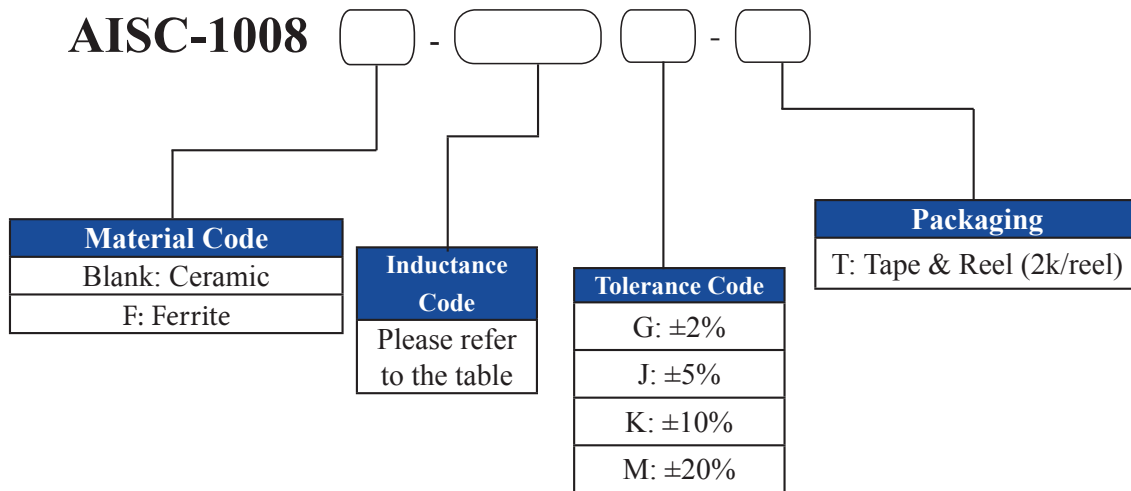 AISC-1008 - -
Material Code
Blank: Ceramic
F: Ferrite
Inductance
Code
Please refer
to the table
Tolerance Code
G: ±2%
J: ±5%
K: ±10%
M: ±20%
Packaging
T: Tape & Reel (2k/reel)